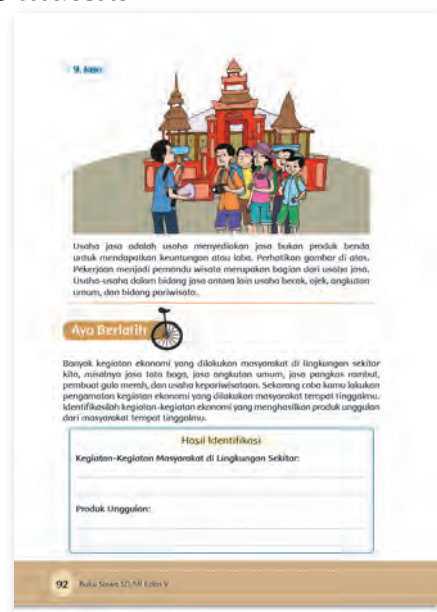 9. Jasa
Usaha jasa adalah usaha menyediakan jasa bukan produk benda
untuk mendapatkan keuntungan atau laba. Perhatikan gambar di atas.
Pekerjaan menjadi pemandu wisata merupakan bagian dari usaha jasa.
Usaha-usaha dalam bidang jasa antara lain usaha becak, ojek, angkutan
umum, dan bidang pariwisata.
Ayo Berlatih
Banyak kegiatan ekonomi yang dilakukan masyarakat di lingkungan sekitar
kita, misalnya jasa tata boga, jasa angkutan umum, jasa pangkas rambut,
pembuat gula merah, dan usaha kepariwisataan. Sekarang coba kamu lakukan
pengamatan kegiatan ekonomi yang dilakukan masyarakat tempat tinggalmu.
Identifikasilah kegiatan-kegiatan ekonomi yang menghasilkan produk unggulan
dari masyarakat tempat tinggalmu.
Hasil Identifikasi
Kegiatan-Kegiatan Masyarakat di Lingkungan Sekitar:
Produk Unggulan:
92 Buku Siswa SD/MI Kelas V